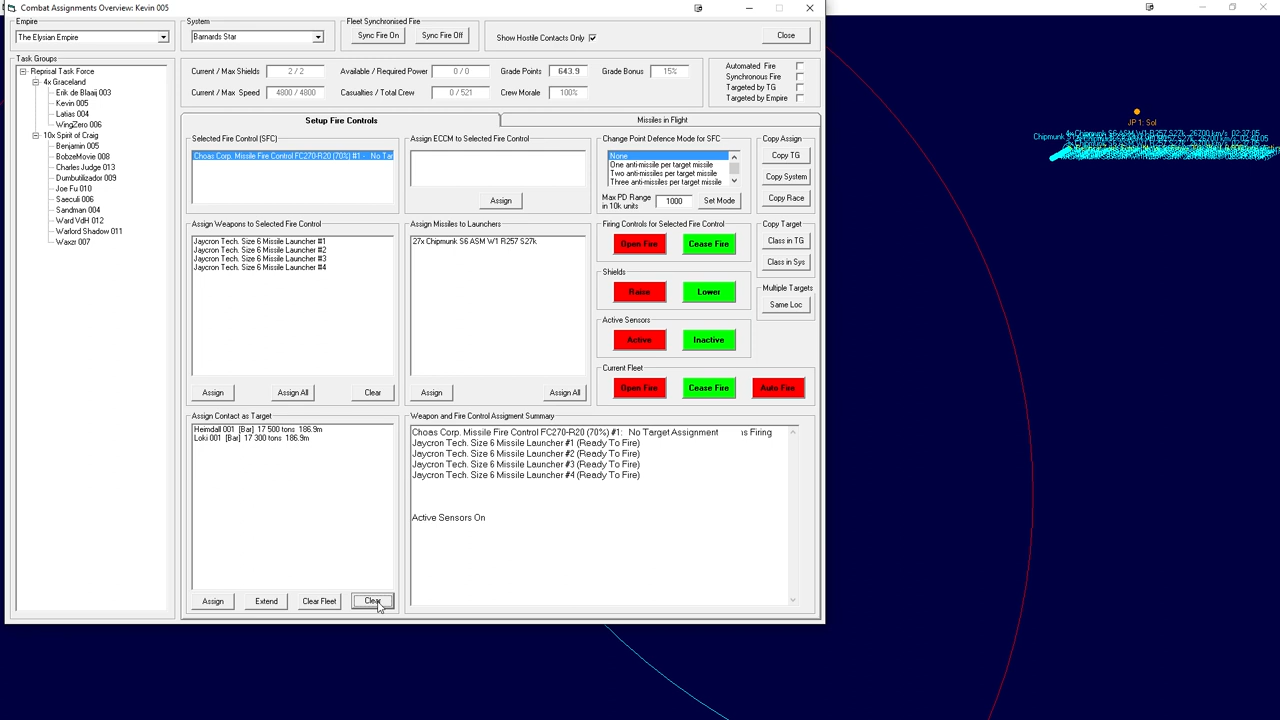 Combat Assignments Overview: Kevin 005
Empire
The Elysian Empire
System
Barnards Star
Fleet Synchronised Fire
Sync Fire On
Sync Fire Off
Show Hostile Contacts Only
Close
Task Groups
Reprisal Task Force
4x Graceland
Erik de Blaaij 003
Kevin 005
Latias 004
WingZero 006
10x Spirit of Craig
Benjamin 005
BobzeMovie 008
Charles Judge 013
Dumbutilizador 009
Joe Fu 010
Saeculi 006
Sandman 004
Ward VdH 012
Warlord Shadow 011
Waxzr 007
Current / Max Shields
2 / 2
Available / Required Power
0 / 0
Grade Points
643.9
Grade Bonus
15%
Current / Max Speed
4800 / 4800
Casualties / Total Crew
0 / 521
Crew Morale
100%
Automated Fire
Synchronous Fire
Targeted by TG
Targeted by Empire
Setup Fire Controls
Missiles in Flight
Selected Fire Control (SFC)
Choas Corp. Missile Fire Control FC270-R20 (70%) #1 - No Tar
Assign ECCM to Selected Fire Control
Assign
Change Point Defence Mode for SFC
None
One anti-missile per target missile
Two anti-missiles per target missile
Three anti-missiles per target missile
Max PD Range
in 10k units
1000
Set Mode
Copy Assign
Copy TG
Copy System
Copy Race
Assign Weapons to Selected Fire Control
Jaycron Tech. Size 6 Missile Launcher #1
Jaycron Tech. Size 6 Missile Launcher #2
Jaycron Tech. Size 6 Missile Launcher #3
Jaycron Tech. Size 6 Missile Launcher #4
Assign
Assign All
Clear
Assign Missiles to Launchers
27x Chipmunk S6 ASM W1 R257 S27k
Assign
Assign All
Firing Controls for Selected Fire Control
Open Fire
Cease Fire
Shields
Raise
Lower
Active Sensors
Active
Inactive
Current Fleet
Open Fire
Cease Fire
Auto-Fire
Copy Target
Class in TG
Class in Sys
Multiple Targets
Same Loc
Assign Contact as Target
Heimdall 001 [Bar] 17 500 tons 186.9m
Loki 001 [Bar] 17 300 tons 186.9m
Assign
Extend
Clear Fleet
Clear
Weapon and Fire Control Assigment Summary
Choas Corp. Missile Fire Control FC270-R20 (70%) #1: No Target Assignment
is Firing
Jaycron Tech. Size 6 Missile Launcher #1 (Ready To Fire)
Jaycron Tech. Size 6 Missile Launcher #2 (Ready To Fire)
Jaycron Tech. Size 6 Missile Launcher #3 (Ready To Fire)
Jaycron Tech. Size 6 Missile Launcher #4 (Ready To Fire)
Active Sensors On
JP 1: Sol